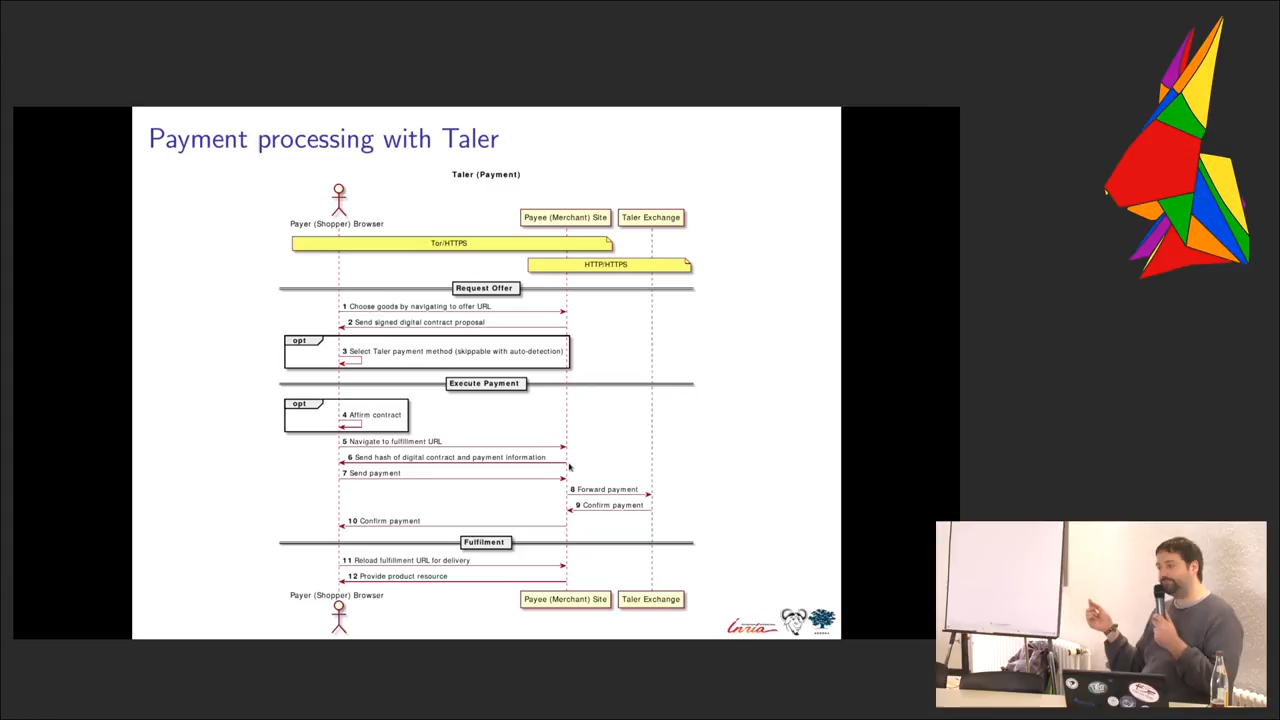 Payment processing with Taler
Taler (Payment)
Payer (Shopper) Browser
Payee (Merchant) Site
Taler Exchange
Tor/HTTPS
HTTP/HTTPS
Request Offer
1 Choose goods by navigating to offer URL
2 Send signed digital contract proposal
opt
3 Select Taler payment method (skippable with auto-detection)
Execute Payment
opt
4 Affirm contract
5 Navigate to fulfillment URL
6 Send hash of digital contract and payment information
7 Send payment
8 Forward payment
9 Confirm payment
10 Confirm payment
Fulfilment
11 Reload fulfillment URL for delivery
12 Provide product resource
Payer (Shopper) Browser
Payee (Merchant) Site
Taler Exchange
Inria